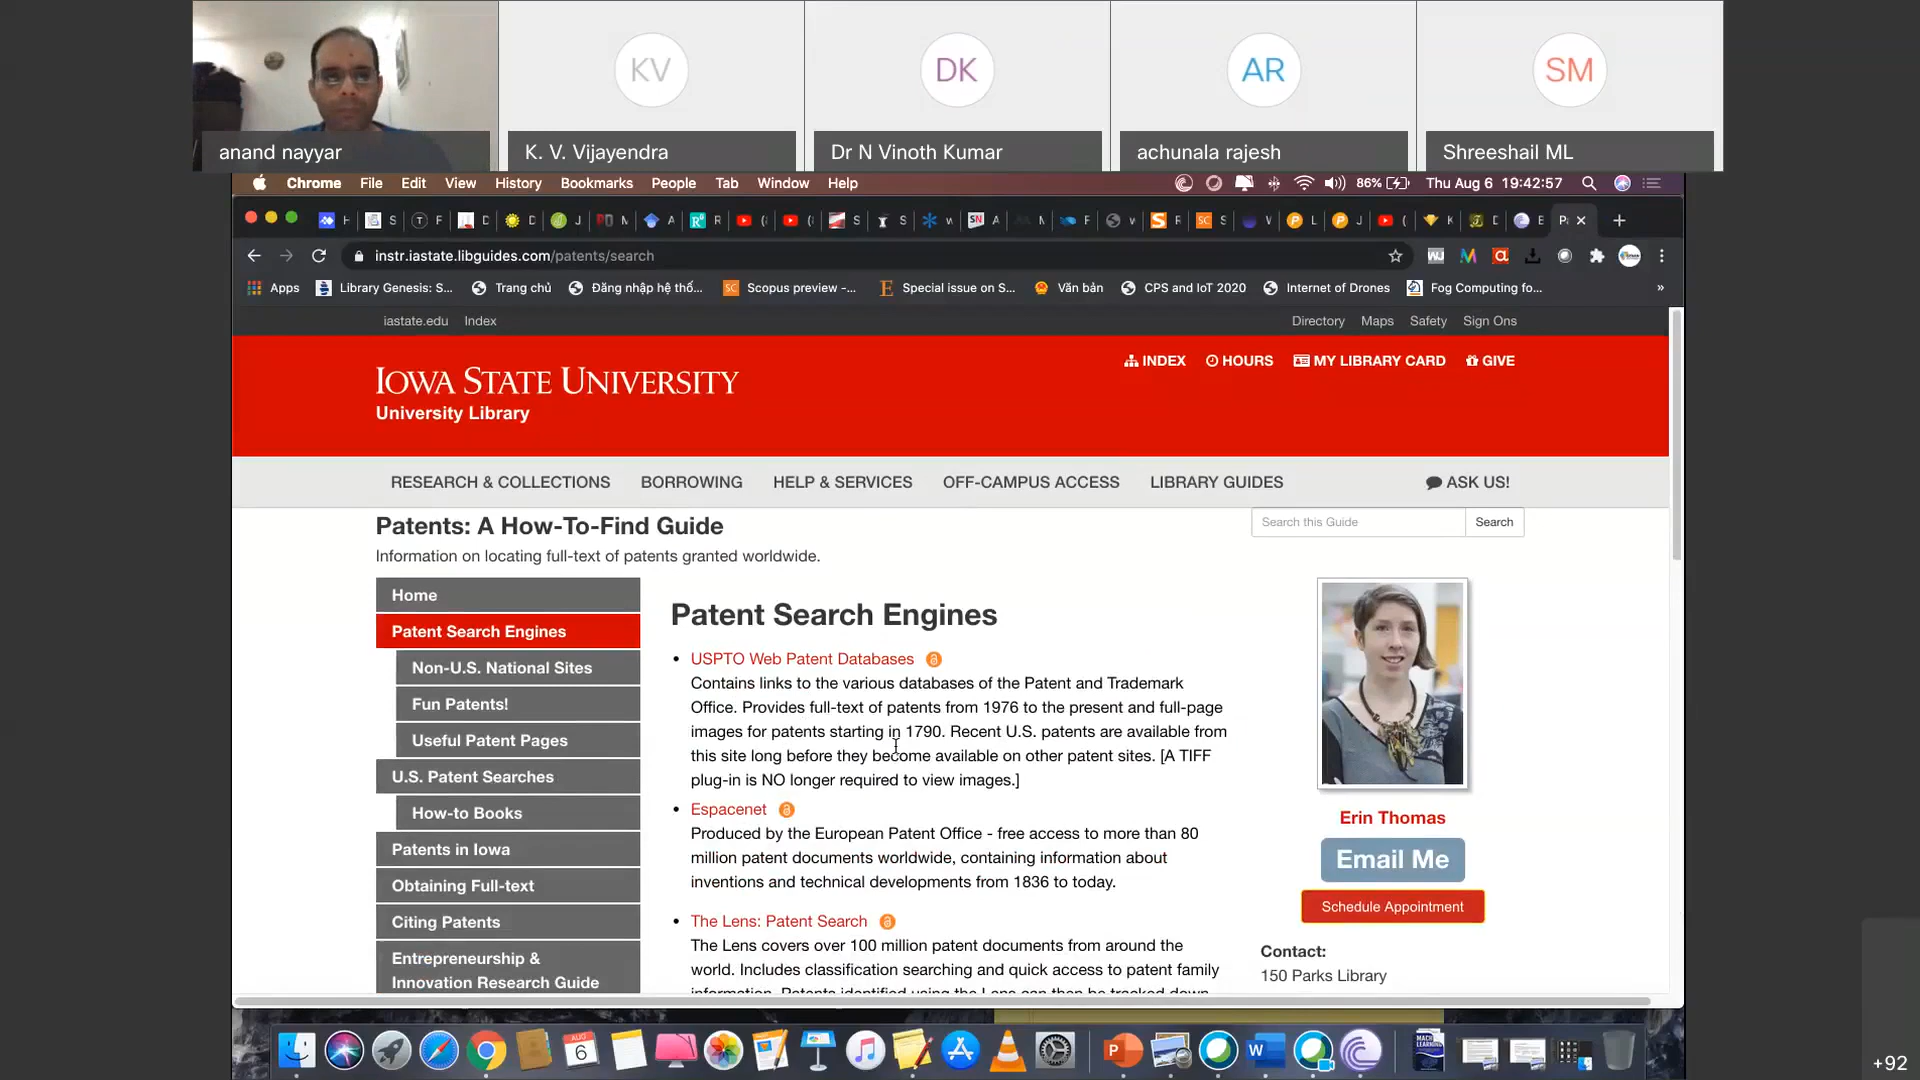 KV
DK
AR
SM
anand nayyar
K. V. Vijayendra
Dr N Vinoth Kumar
achunala rajesh
Shreeshail ML
Chrome File Edit View History Bookmarks People Tab Window Help
86% Thu Aug 6 19:42:57
instr.iastate.libguides.com/patents/search
Apps Library Genesis: S... Trang chủ Đăng nhập hệ thố... Scopus preview -... Special issue on S... Văn bản CPS and IoT 2020 Internet of Drones Fog Computing fo... »
iastate.edu Index
Directory Maps Safety Sign Ons
INDEX HOURS MY LIBRARY CARD GIVE
IOWA STATE UNIVERSITY
University Library
RESEARCH & COLLECTIONS BORROWING HELP & SERVICES OFF-CAMPUS ACCESS LIBRARY GUIDES ASK US!
Patents: A How-To-Find Guide
Search this Guide Search
Information on locating full-text of patents granted worldwide.
Home
Patent Search Engines
Non-U.S. National Sites
Fun Patents!
Useful Patent Pages
U.S. Patent Searches
How-to Books
Patents in Iowa
Obtaining Full-text
Citing Patents
Entrepreneurship &
Innovation Research Guide
Patent Search Engines
• USPTO Web Patent Databases
Contains links to the various databases of the Patent and Trademark
Office. Provides full-text of patents from 1976 to the present and full-page
images for patents starting in 1790. Recent U.S. patents are available from
this site long before they become available on other patent sites. [A TIFF
plug-in is NO longer required to view images.]
• Espacenet
Produced by the European Patent Office - free access to more than 80
million patent documents worldwide, containing information about
inventions and technical developments from 1836 to today.
• The Lens: Patent Search
The Lens covers over 100 million patent documents from around the
world. Includes classification searching and quick access to patent family
information. Patents identified using the Lens can then be tracked down
Erin Thomas
Email Me
Schedule Appointment
Contact:
150 Parks Library
AUG
6
+92